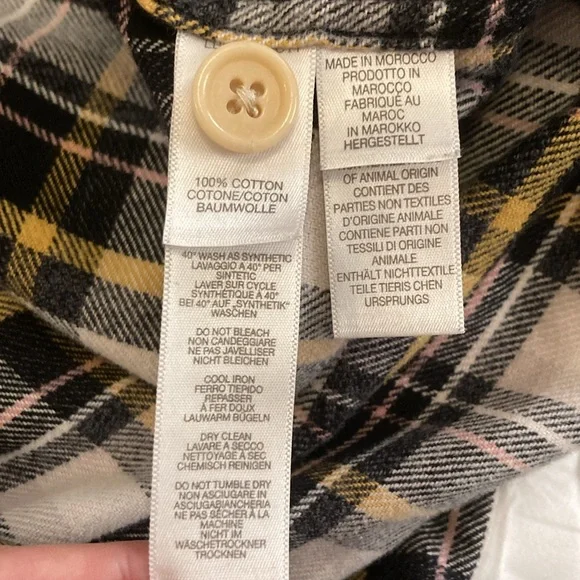 100% COTTON
COTONE/COTON
BAUMWOLLE
40° WASH AS SYNTHETIC
LAVAGGIO A 40° PER
SINTETIC
LAVER SUR CYCLE
SYNTHÉTIQUE À 40°
BEI 40° AUF „SYNTHETIK“
WASCHEN
DO NOT BLEACH
NON CANDEGGIARE
NE PAS JAVELLISER
NICHT BLEICHEN
COOL IRON
FERRO TIEPIDO
REPASSER
À FER DOUX
LAUWARM BÜGELN
DRY CLEAN
LAVARE A SECCO
NETTOYAGE A SEC
CHEMISCH REINIGEN
DO NOT TUMBLE DRY
NON ASCIUGARE IN
ASCIUGABIANCHERIA
NE PAS SÈCHER À LA
MACHINE
NICHT IM
WÄSCHETROCKNER
TROCKNEN
MADE IN MOROCCO
PRODOTTO IN
MAROCCO
FABRIQUÉ AU
MAROC
IN MAROKKO
HERGESTELLT
OF ANIMAL ORIGIN
CONTIENT DES
PARTIES NON TEXTILES
D'ORIGINE ANIMALE
CONTIENE PARTI NON
TESSILI DI ORIGINE
ANIMALE
ENTHÄLT NICHTTEXTILE
TEILE TIERISCHEN
URSPRUNGS